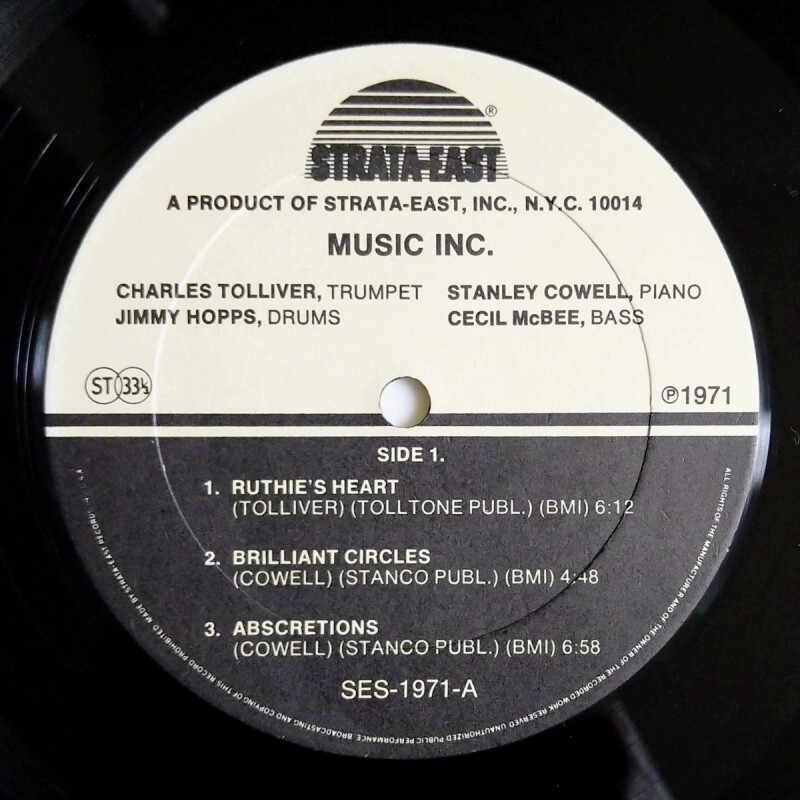 STRATA-EAST ®
A PRODUCT OF STRATA-EAST, INC., N.Y.C. 10014
MUSIC INC.
CHARLES TOLLIVER, TRUMPET STANLEY COWELL, PIANO
JIMMY HOPPS, DRUMS CECIL McBEE, BASS
ST 33⅓
℗1971
SIDE 1.
1. RUTHIE'S HEART
(TOLLIVER) (TOLLTONE PUBL.) (BMI) 6:12
2. BRILLIANT CIRCLES
(COWELL) (STANCO PUBL.) (BMI) 4:48
3. ABSCRETIONS
(COWELL) (STANCO PUBL.) (BMI) 6:58
SES-1971-A
MADE BY STRATA-EAST RECORDS ALL RIGHTS OF THE MANUFACTURER AND OF THE OWNER OF THE RECORDED WORK RESERVED UNAUTHORIZED PUBLIC PERFORMANCE BROADCASTING AND COPYING OF THIS RECORD PROHIBITED